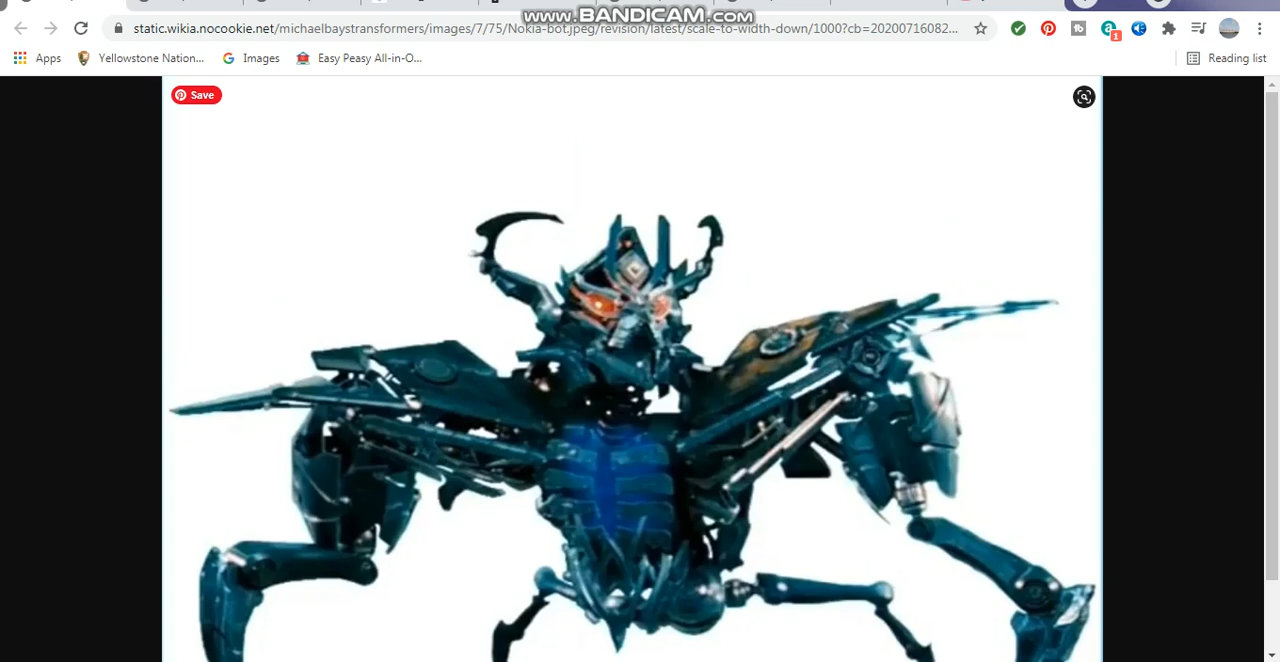 www.BANDICAM.com
static.wikia.nocookie.net/michaelbaystransformers/images/7/75/Nokia-bot.jpeg/revision/latest/scale-to-width-down/1000?cb=20200716082...
1
Apps
Yellowstone Nation...
Images
Easy Peasy All-in-O...
Reading list
Save